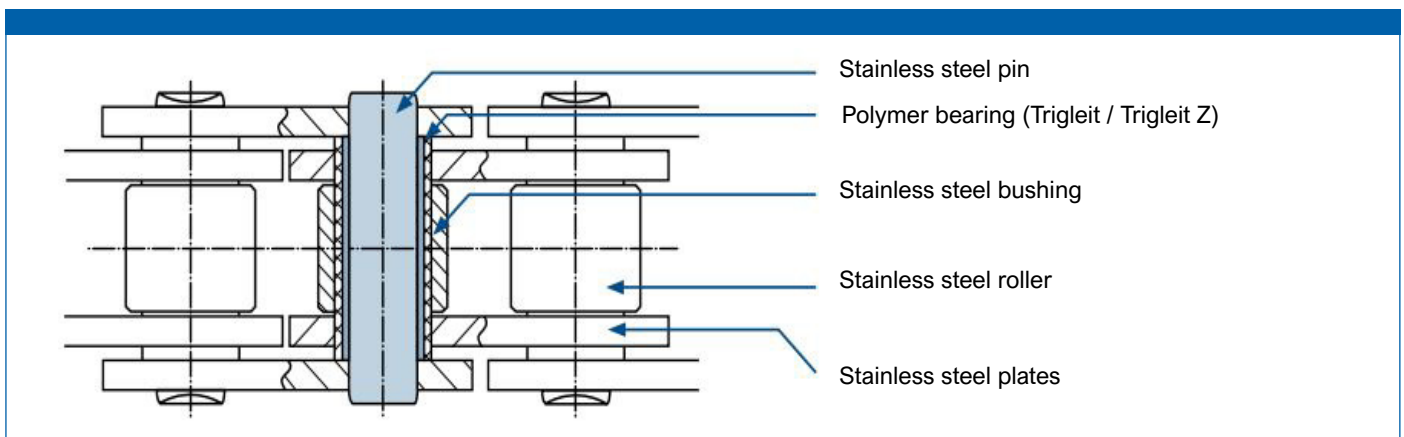 Stainless steel pin
Polymer bearing (Trigleit / Trigleit Z)
Stainless steel bushing
Stainless steel roller
Stainless steel plates